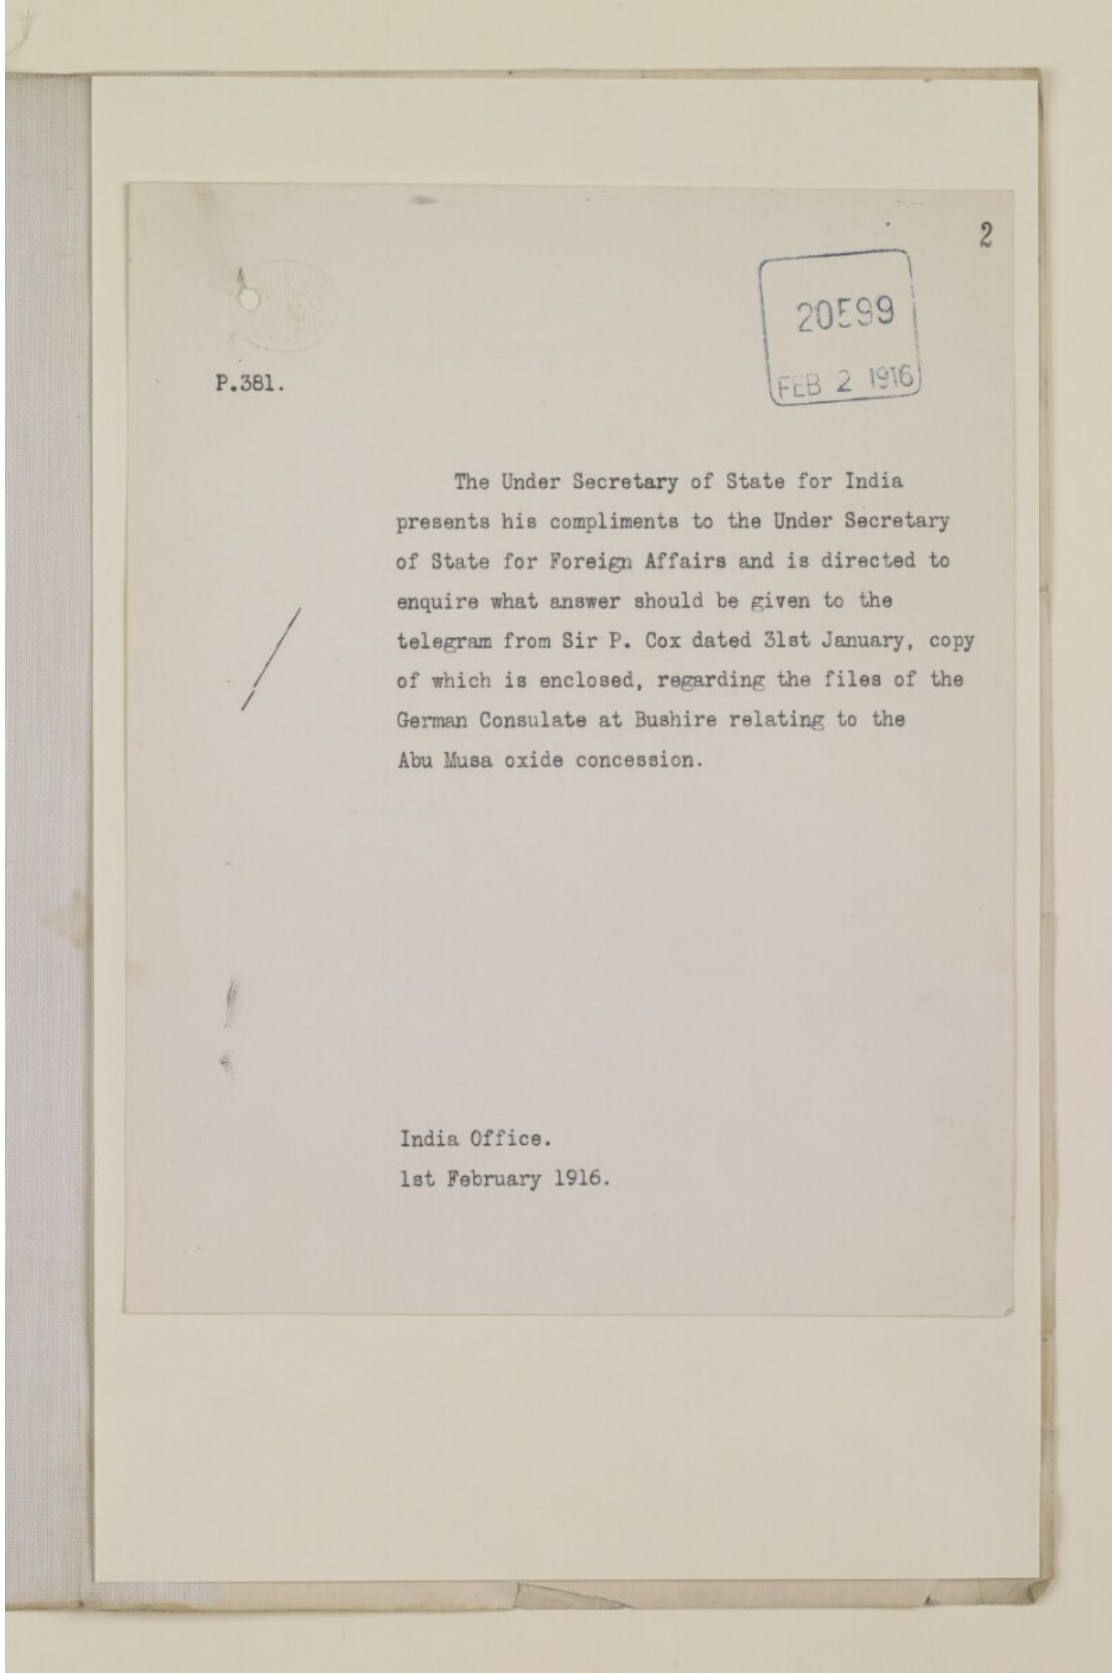 2
20599
FEB 2 1916
P.381.
The Under Secretary of State for India
presents his compliments to the Under Secretary
of State for Foreign Affairs and is directed to
enquire what answer should be given to the
telegram from Sir P. Cox dated 31st January, copy
of which is enclosed, regarding the files of the
German Consulate at Bushire relating to the
Abu Musa oxide concession.
India Office.
1st February 1916.